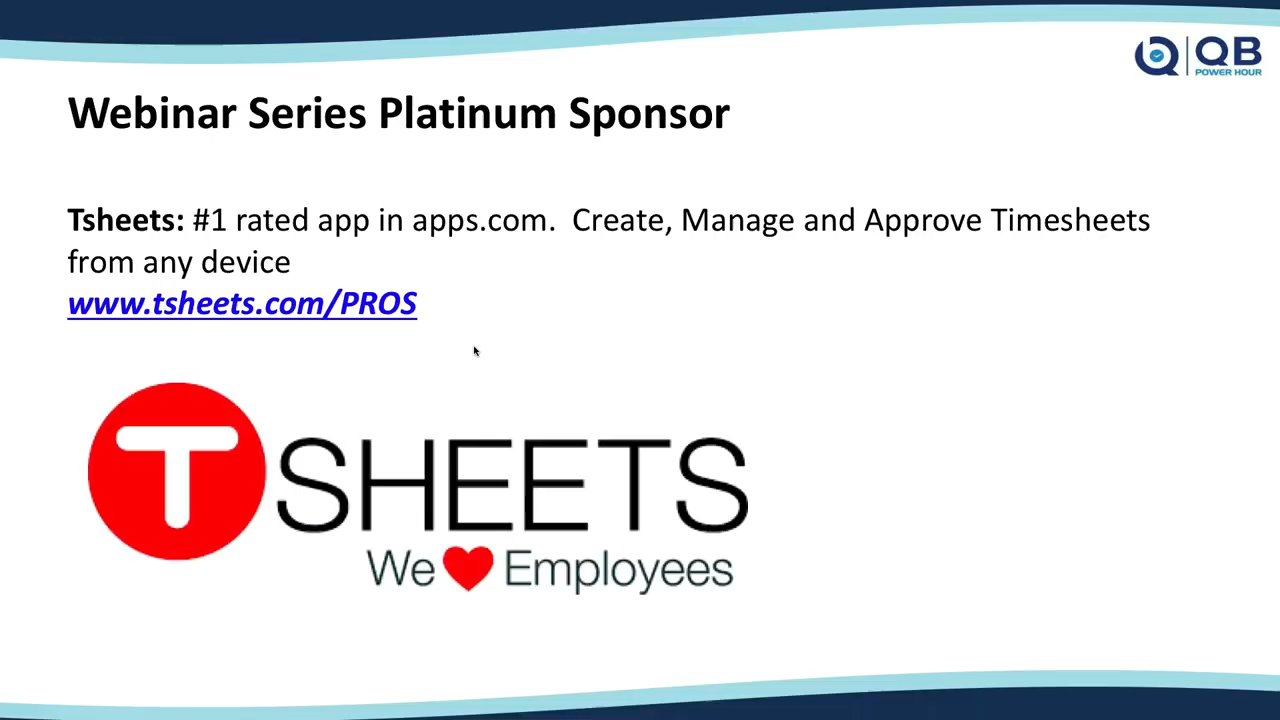 QB
POWER HOUR
Webinar Series Platinum Sponsor
Tsheets: #1 rated app in apps.com.  Create, Manage and Approve Timesheets
from any device
www.tsheets.com/PROS
T SHEETS
We ❤ Employees